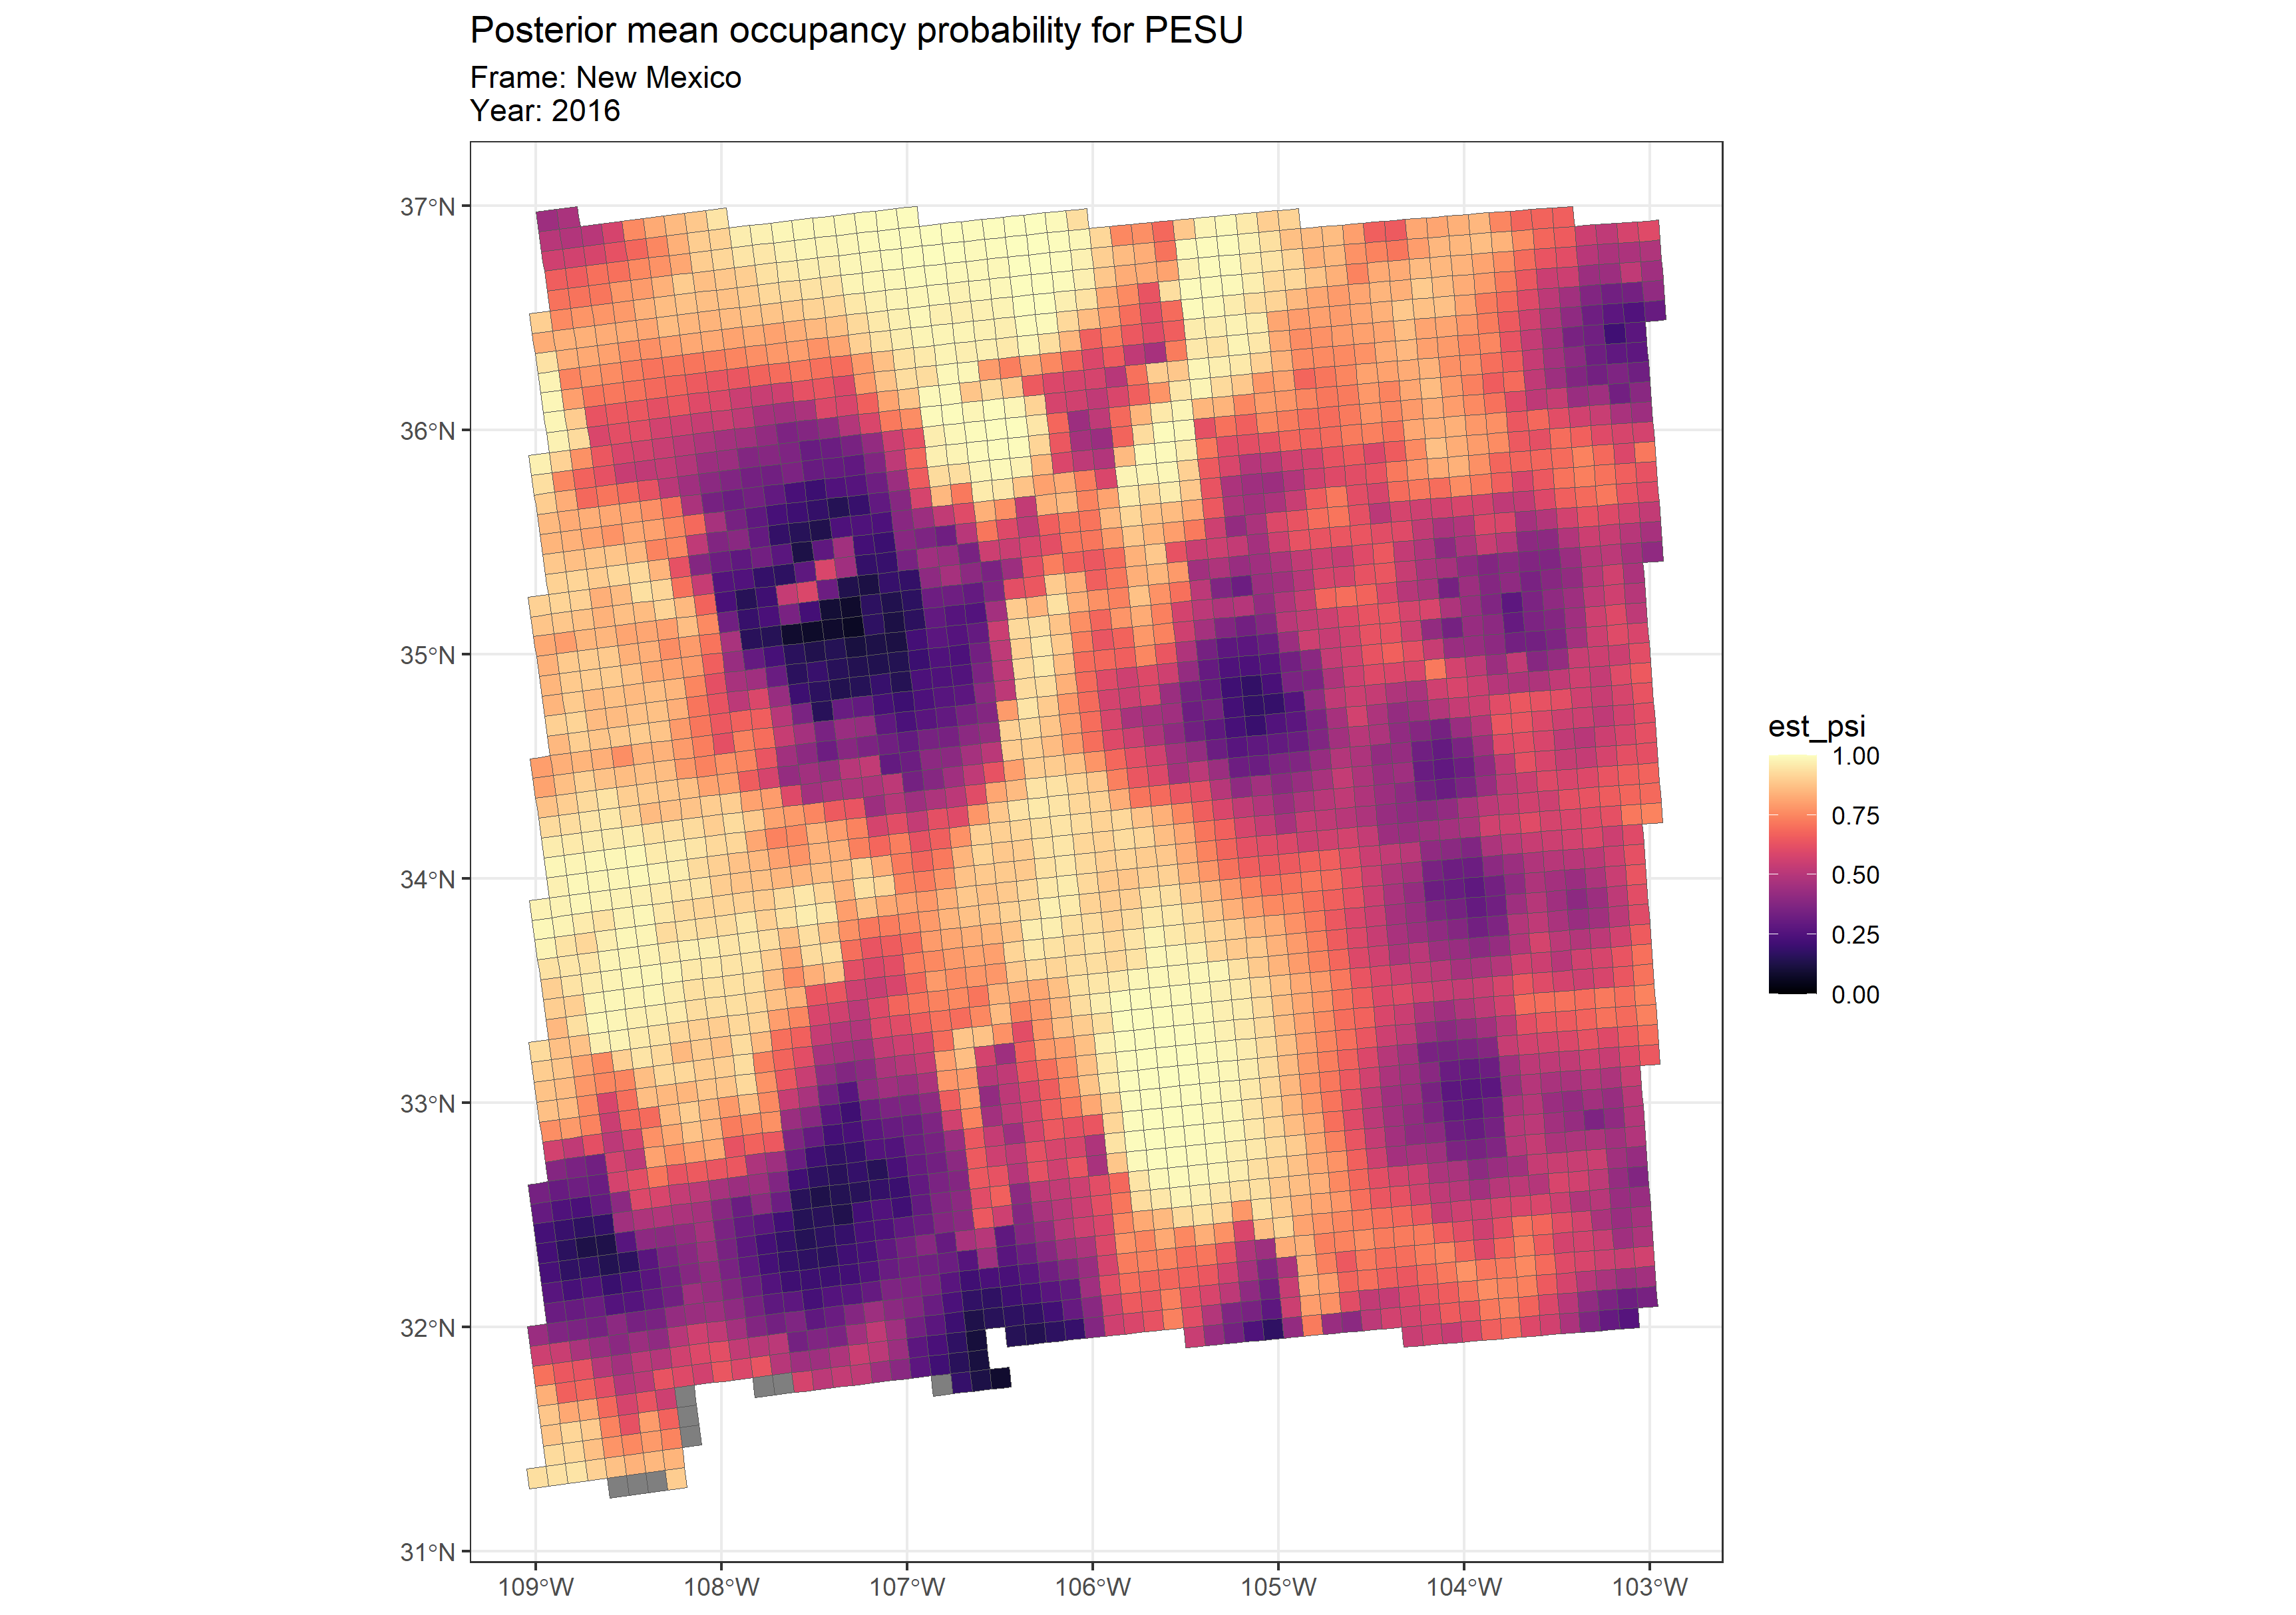 Posterior mean occupancy probability for PESU
Frame: New Mexico
Year: 2016
37°N
36°N
35°N
34°N
33°N
32°N
31°N
109°W
108°W
107°W
106°W
105°W
104°W
103°W
est_psi
1.00
0.75
0.50
0.25
0.00